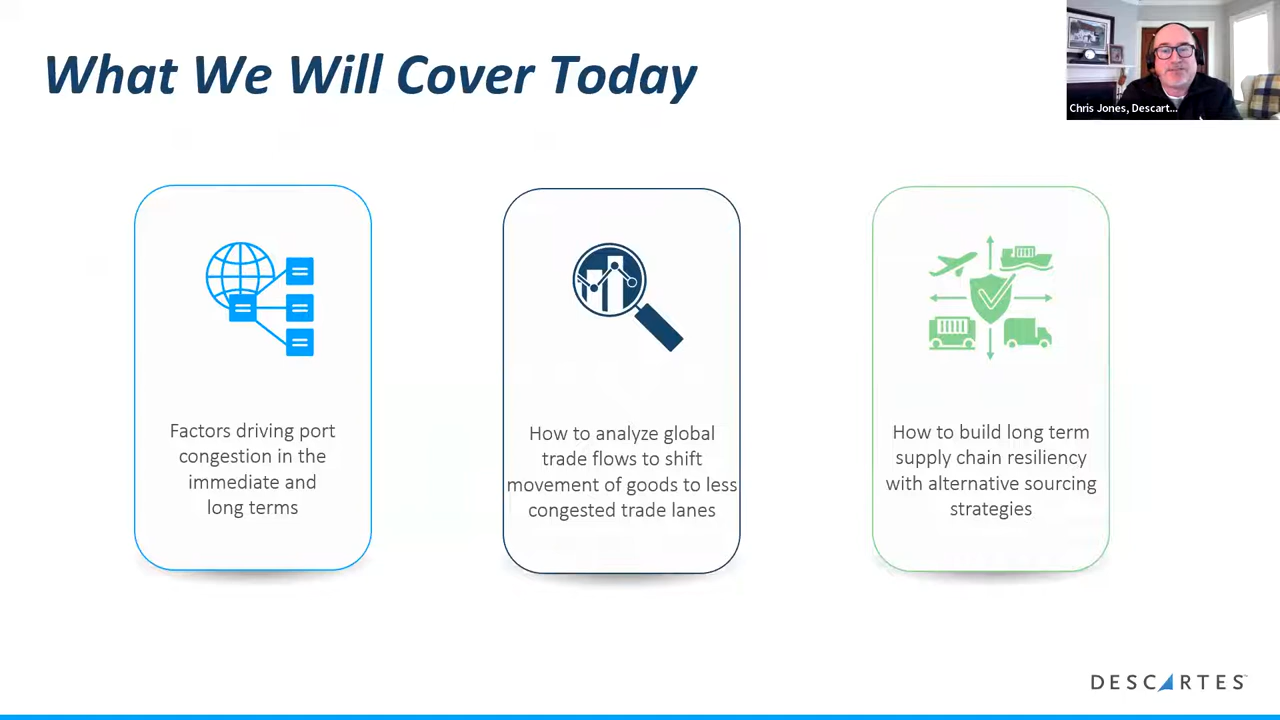 What We Will Cover Today
Chris Jones, Descart...
Factors driving port
congestion in the
immediate and
long terms
How to analyze global
trade flows to shift
movement of goods to less
congested trade lanes
How to build long term
supply chain resiliency
with alternative sourcing
strategies
DESCARTES